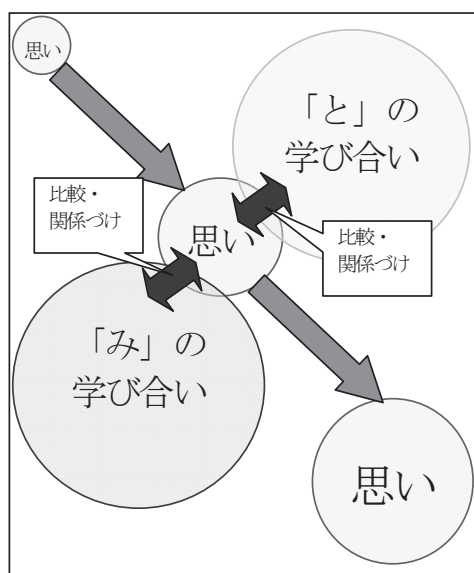 思い
「と」の
学び合い
比較・
関係づけ
思い
比較・
関係づけ
「み」の
学び合い
思い